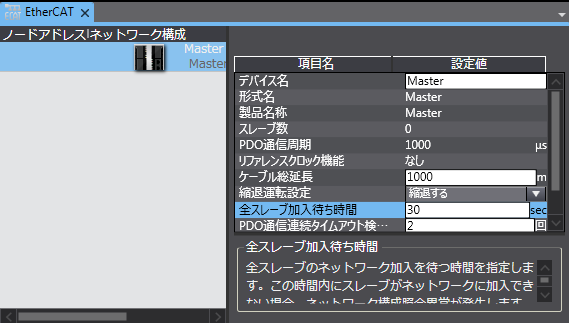 EtherCAT
ノードアドレス|ネットワーク構成
Master
Master
項目名 設定値
デバイス名 Master
形式名 Master
製品名称 Master
スレーブ数 0
PDO通信周期 1000 μs
リファレンスクロック機能 なし
ケーブル総延長 1000 m
縮退運転設定 縮退する
全スレーブ加入待ち時間 30 sec
PDO通信連続タイムアウト検… 2 回
全スレーブ加入待ち時間
全スレーブのネットワーク加入を待つ時間を指定しま
す。この時間内にスレーブがネットワークに加入でき
ない場合、ネットワーク構成照合異常が発生します。